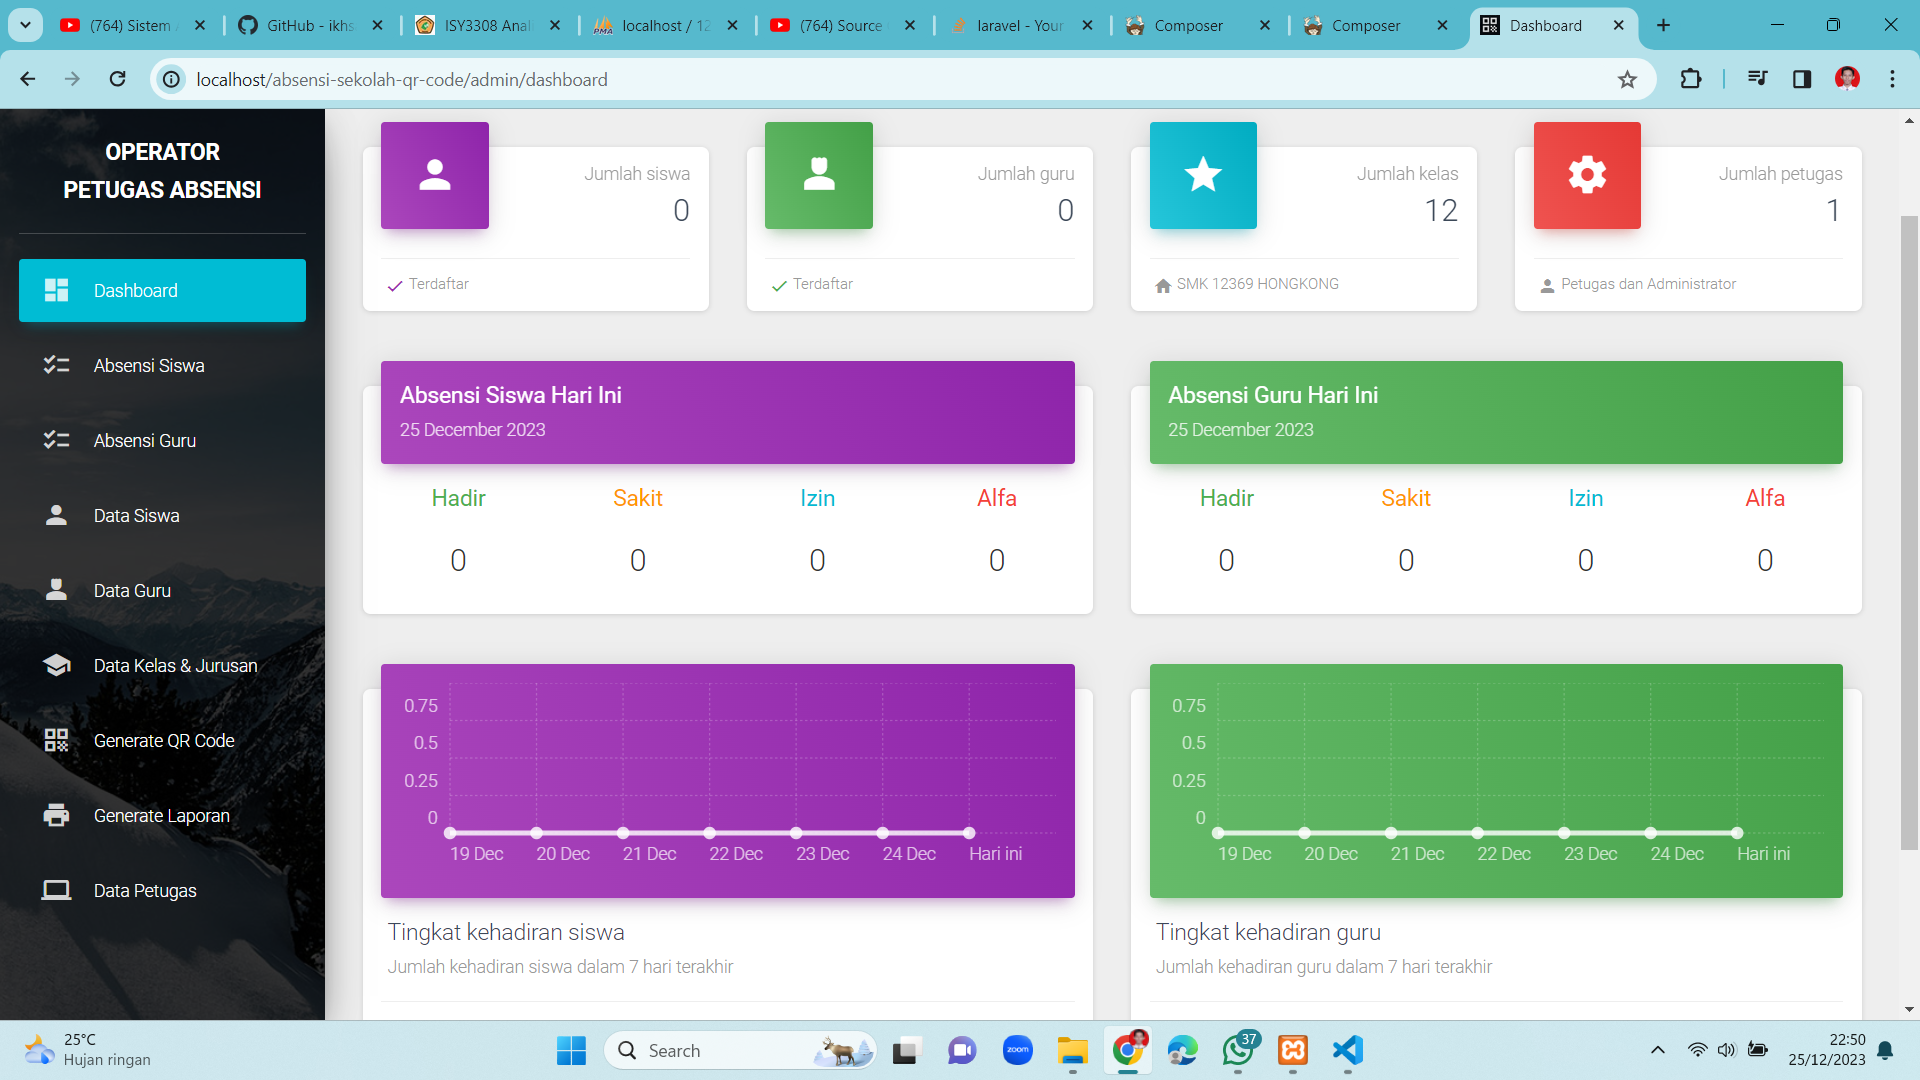 (764) Sistem
GitHub - ikhs
ISY3308 Anal
localhost / 12
(764) Source
laravel - Your
Composer
Composer
Dashboard
localhost/absensi-sekolah-qr-code/admin/dashboard
OPERATOR
PETUGAS ABSENSI
Dashboard
Absensi Siswa
Absensi Guru
Data Siswa
Data Guru
Data Kelas & Jurusan
Generate QR Code
Generate Laporan
Data Petugas
Jumlah siswa
0
Terdaftar
Jumlah guru
0
Terdaftar
Jumlah kelas
12
SMK 12369 HONGKONG
Jumlah petugas
1
Petugas dan Administrator
Absensi Siswa Hari Ini
25 December 2023
Hadir Sakit Izin Alfa
0 0 0 0
Absensi Guru Hari Ini
25 December 2023
Hadir Sakit Izin Alfa
0 0 0 0
0.75
0.5
0.25
0
19 Dec 20 Dec 21 Dec 22 Dec 23 Dec 24 Dec Hari ini
Tingkat kehadiran siswa
Jumlah kehadiran siswa dalam 7 hari terakhir
0.75
0.5
0.25
0
19 Dec 20 Dec 21 Dec 22 Dec 23 Dec 24 Dec Hari ini
Tingkat kehadiran guru
Jumlah kehadiran guru dalam 7 hari terakhir
25°C
Hujan ringan
Search
zoom
37
22:50
25/12/2023